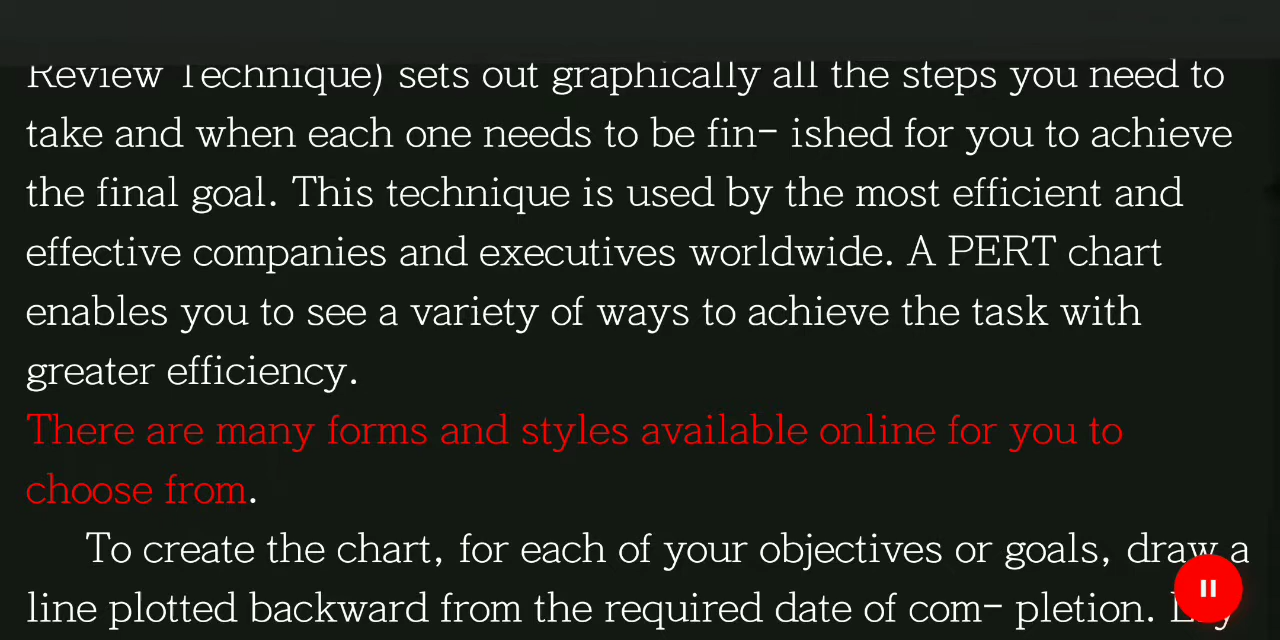 Review Technique) sets out graphically all the steps you need to
take and when each one needs to be fin- ished for you to achieve
the final goal. This technique is used by the most efficient and
effective companies and executives worldwide. A PERT chart
enables you to see a variety of ways to achieve the task with
greater efficiency.
There are many forms and styles available online for you to
choose from.
To create the chart, for each of your objectives or goals, draw a
line plotted backward from the required date of com- pletion.